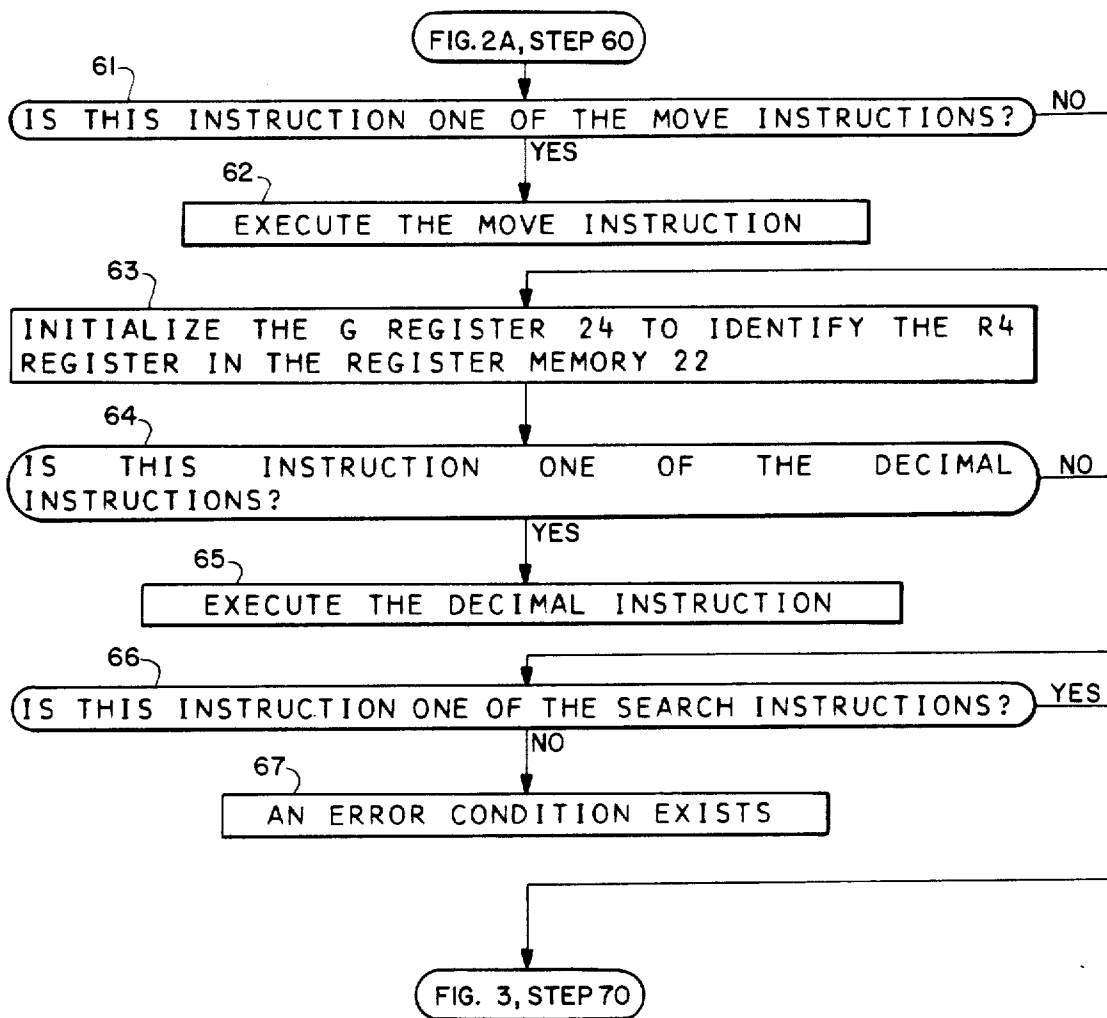 FIG. 2A, STEP 60
61
IS THIS INSTRUCTION ONE OF THE MOVE INSTRUCTIONS?
NO
YES
62
EXECUTE THE MOVE INSTRUCTION
63
INITIALIZE THE G REGISTER 24 TO IDENTIFY THE R4
REGISTER IN THE REGISTER MEMORY 22
64
IS THIS INSTRUCTION ONE OF THE DECIMAL
INSTRUCTIONS?
NO
YES
65
EXECUTE THE DECIMAL INSTRUCTION
66
IS THIS INSTRUCTION ONE OF THE SEARCH INSTRUCTIONS?
YES
NO
67
AN ERROR CONDITION EXISTS
FIG. 3, STEP 70